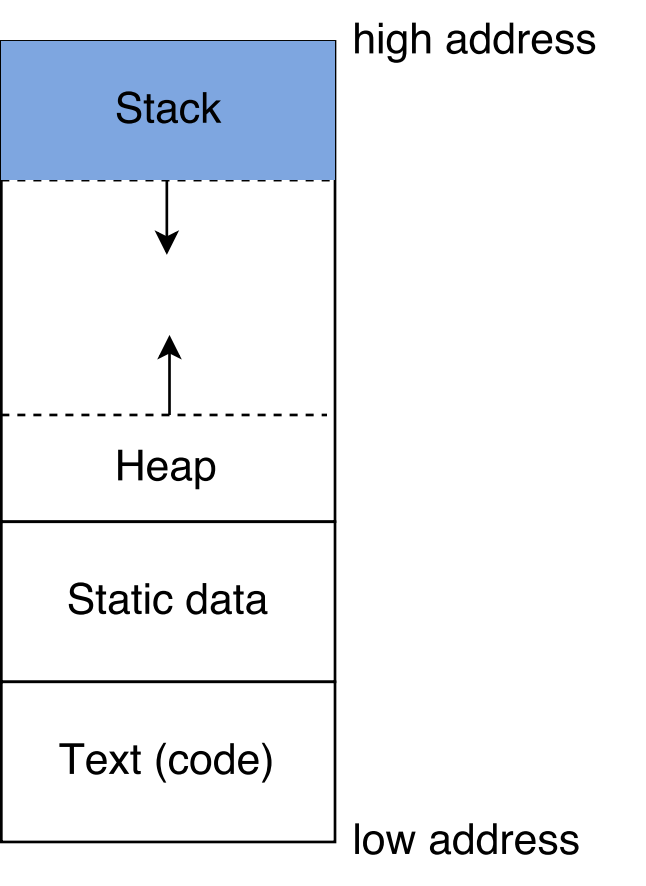 high address
Stack
Heap
Static data
Text (code)
low address